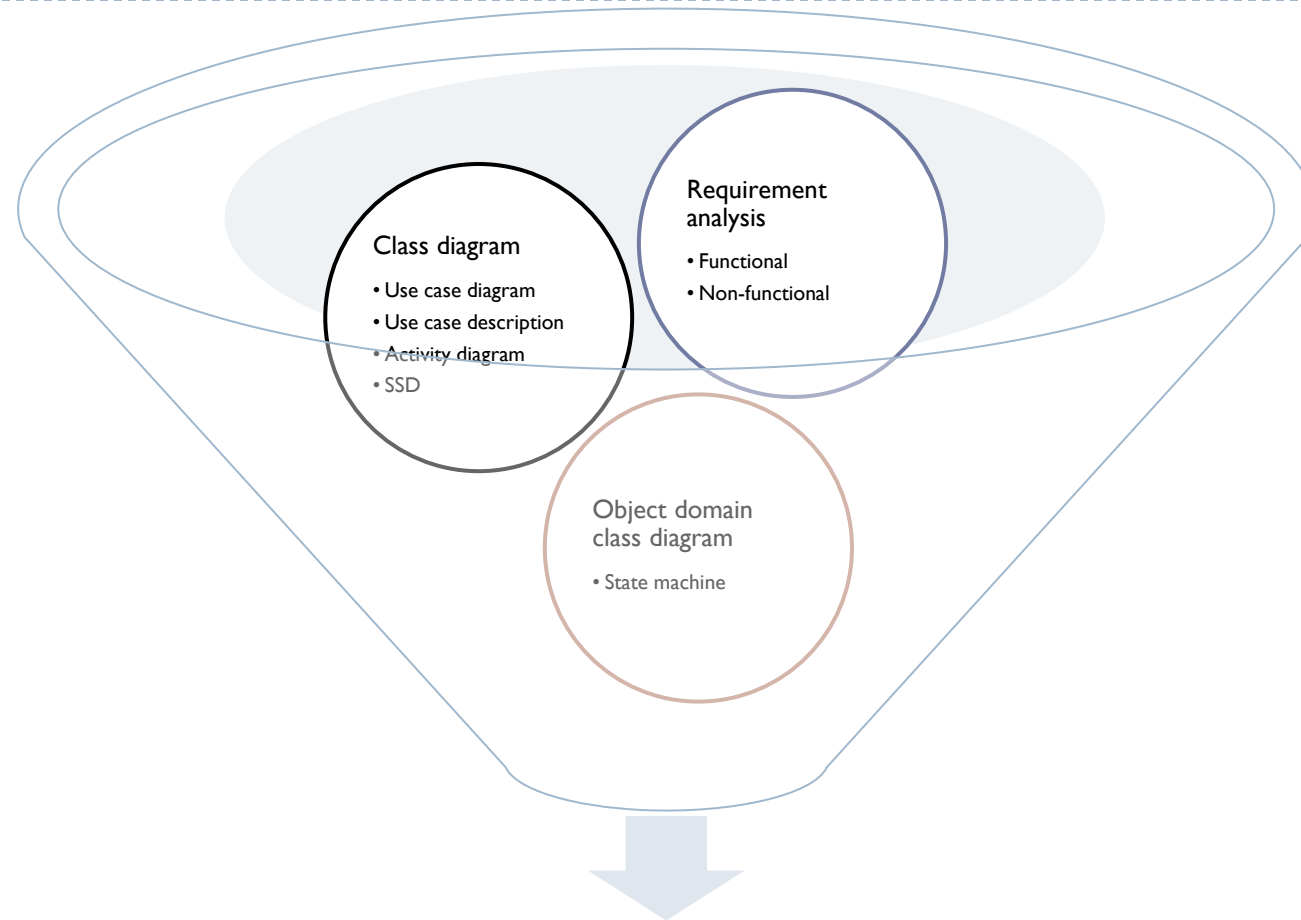 Requirement
analysis
• Functional
• Non-functional
Class diagram
• Use case diagram
• Use case description
• Activity diagram
• SSD
Object domain
class diagram
• State machine